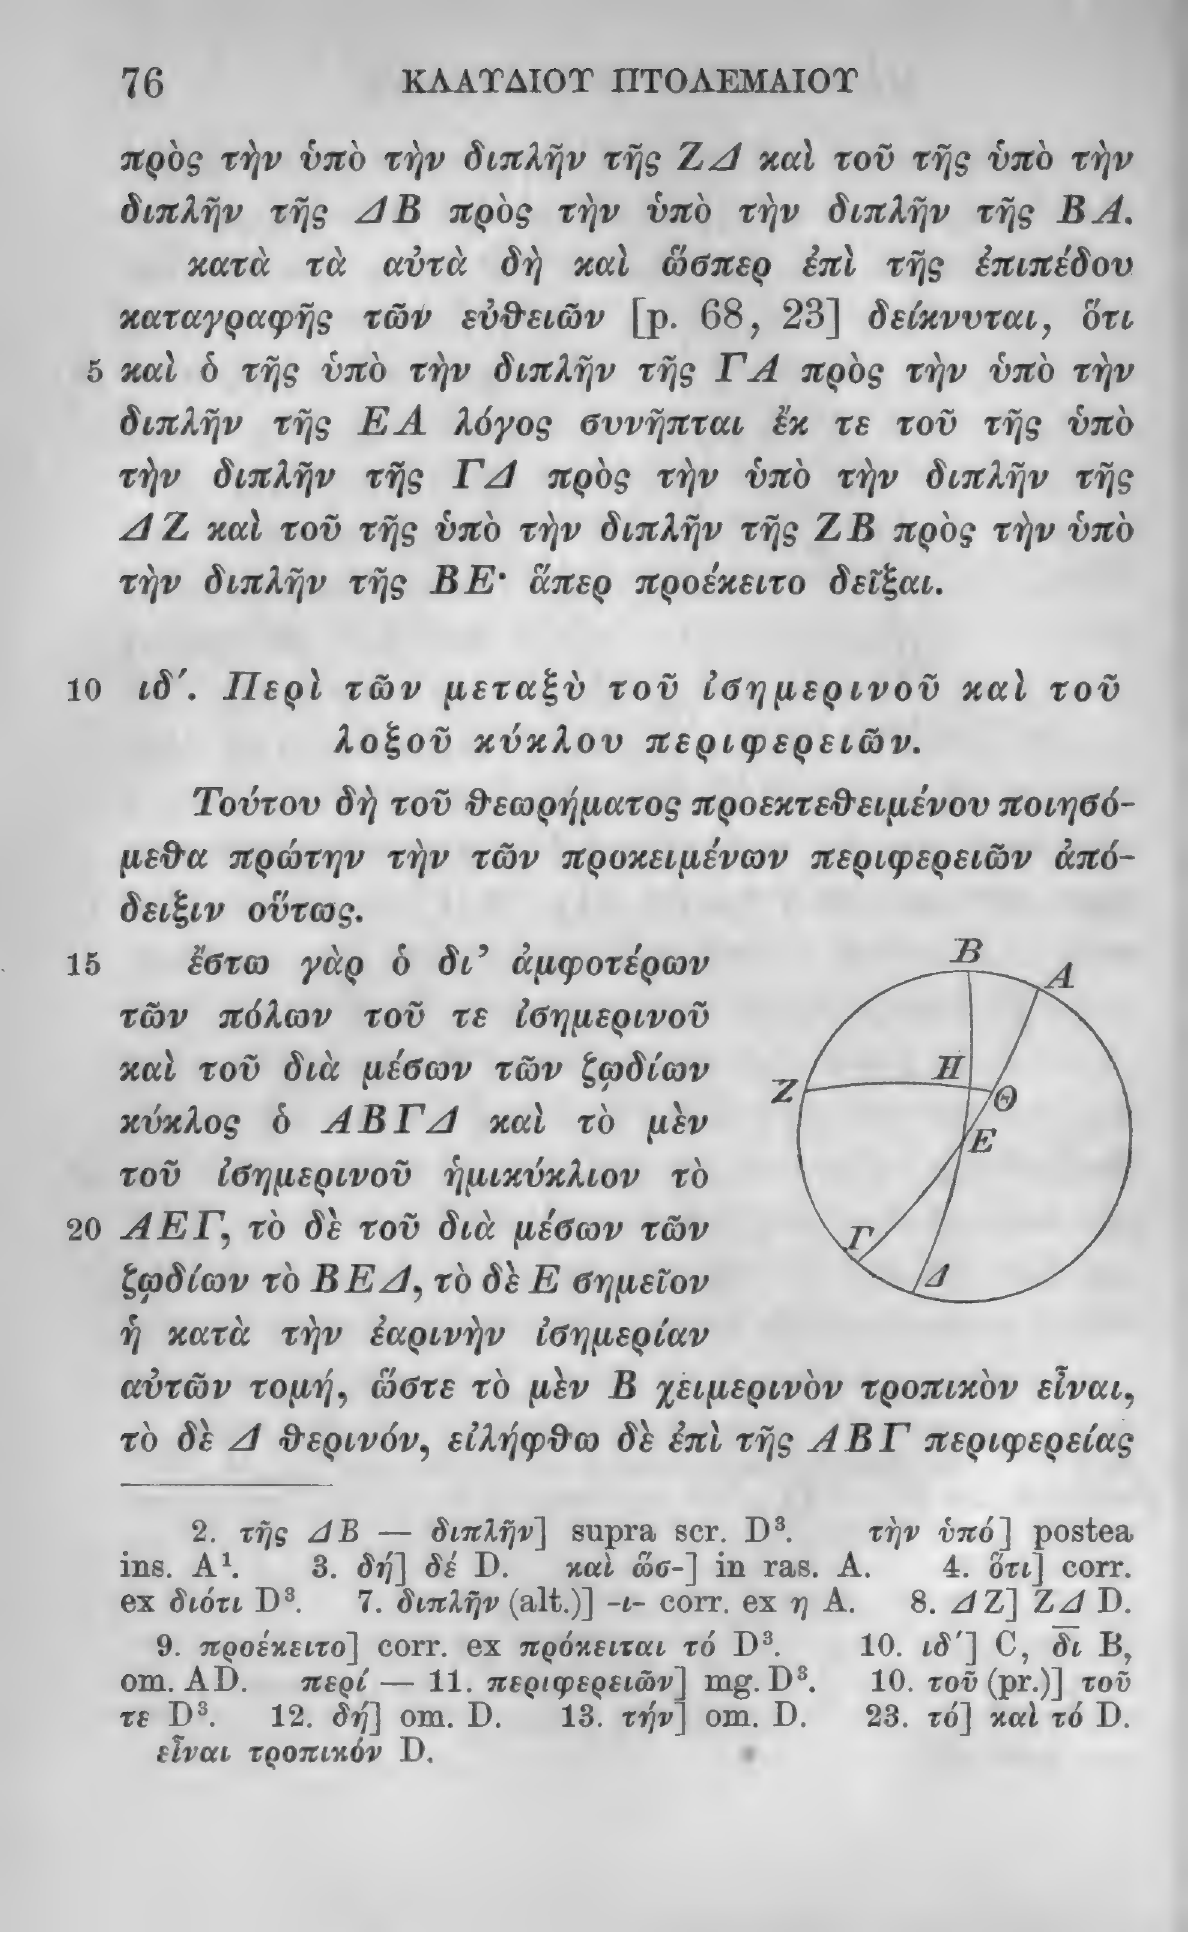 76 ΚΛΑΥΔΙΟΥ ΠΤΟΛΕΜΑΙΟΥ
πρὸς τὴν ὑπὸ τὴν διπλῆν τῆς ΖΔ καὶ τοῦ τῆς ὑπὸ τὴν
διπλῆν τῆς ΔΒ πρὸς τὴν ὑπὸ τὴν διπλῆν τῆς ΒΑ.
κατὰ τὰ αὐτὰ δὴ καὶ ὥσπερ ἐπὶ τῆς ἐπιπέδου
καταγραφῆς τῶν εὐθειῶν [p. 68, 23] δείκνυται, ὅτι
5 καὶ ὁ τῆς ὑπὸ τὴν διπλῆν τῆς ΓΑ πρὸς τὴν ὑπὸ τὴν
διπλῆν τῆς ΕΑ λόγος συνῆπται ἔκ τε τοῦ τῆς ὑπὸ
τὴν διπλῆν τῆς ΓΔ πρὸς τὴν ὑπὸ τὴν διπλῆν τῆς
ΔΖ καὶ τοῦ τῆς ὑπὸ τὴν διπλῆν τῆς ΖΒ πρὸς τὴν ὑπὸ
τὴν διπλῆν τῆς ΒΕ· ἅπερ προέκειτο δεῖξαι.
10 ιδ΄. Περὶ τῶν μεταξὺ τοῦ ἰσημερινοῦ καὶ τοῦ
λοξοῦ κύκλου περιφερειῶν.
Τούτου δὴ τοῦ θεωρήματος προεκτεθειμένου ποιησό-
μεθα πρώτην τὴν τῶν προκειμένων περιφερειῶν ἀπό-
δειξιν οὕτως.
15 ἔστω γὰρ ὁ δι᾽ ἀμφοτέρων
τῶν πόλων τοῦ τε ἰσημερινοῦ
καὶ τοῦ διὰ μέσων τῶν ζῳδίων
κύκλος ὁ ΑΒΓΔ καὶ τὸ μὲν
τοῦ ἰσημερινοῦ ἡμικύκλιον τὸ
20 ΑΕΓ, τὸ δὲ τοῦ διὰ μέσων τῶν
ζῳδίων τὸ ΒΕΔ, τὸ δὲ Ε σημεῖον
ἡ κατὰ τὴν ἐαρινὴν ἰσημερίαν
Β
Α
Η
Ζ
Θ
Ε
Γ
Δ
αὐτῶν τομή, ὥστε τὸ μὲν Β χειμερινὸν τροπικὸν εἶναι,
τὸ δὲ Δ θερινόν, εἰλήφθω δὲ ἐπὶ τῆς ΑΒΓ περιφερείας
2. τῆς ΔΒ — διπλῆν] supra scr. D³. τὴν ὑπό] postea
ins. A¹. 3. δή] δέ D. καὶ ὥσ-] in ras. A. 4. ὅτι] corr.
ex διότι D³. 7. διπλῆν (alt.)] -ι- corr. ex η A. 8. ΔΖ] ΖΔ D.
9. προέκειτο] corr. ex πρόκειται τό D³. 10. ιδ΄] C, δι̅ B,
om. AD. περί — 11. περιφερειῶν] mg. D³. 10. τοῦ (pr.)] τοῦ
τε D³. 12. δή] om. D. 13. τήν] om. D. 23. τό] καὶ τό D.
εἶναι τροπικόν D.